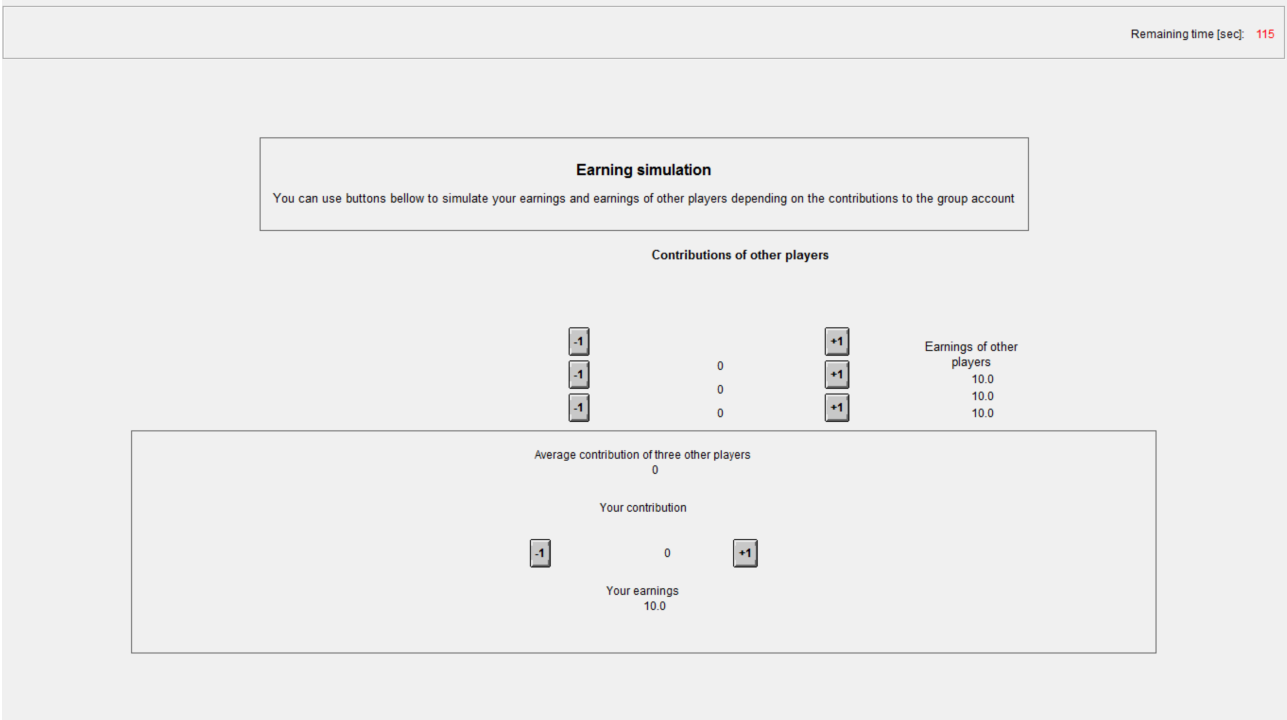 Remaining time [sec]: 115
Earning simulation
You can use buttons bellow to simulate your earnings and earnings of other players depending on the contributions to the group account
Contributions of other players
-1 +1
Earnings of other
players
0
-1 +1
10.0
0
10.0
-1 0 +1 10.0
Average contribution of three other players
0
Your contribution
-1 0 +1
Your earnings
10.0